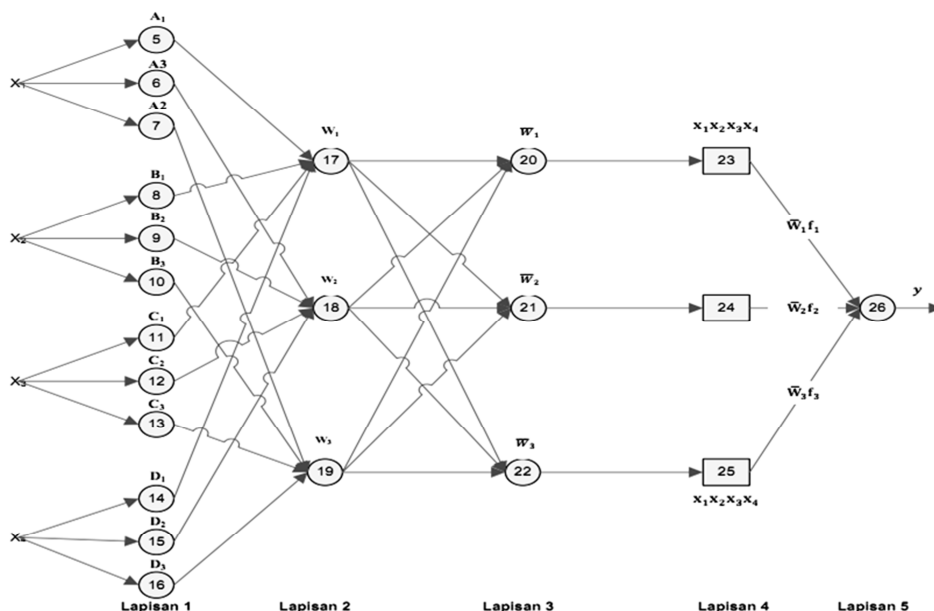 A₁
5
A3
6
A2
7
X₁
B₁
8
B₂
9
B₃
10
X₂
C₁
11
C₂
12
C₃
13
X₃
D₁
14
D₂
15
D₃
16
W₁
17
W₂
18
W₃
19
W̅₁
20
W̅₂
21
W̅₃
22
x₁x₂x₃x₄
23
24
25
x₁x₂x₃x₄
W̅₁f₁
W̅₂f₂
W̅₃f₃
26
y
Lapisan 1 Lapisan 2 Lapisan 3 Lapisan 4 Lapisan 5